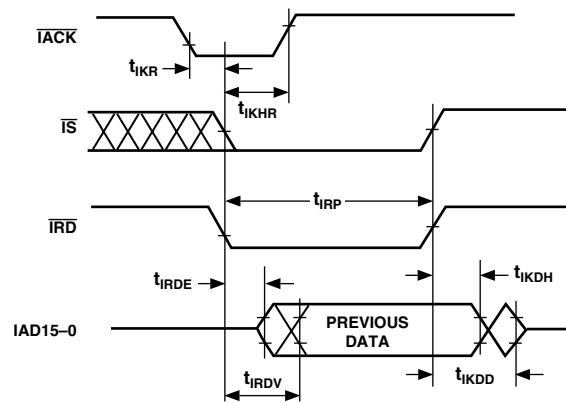 IACK
tIKR
tIKHR
IS
tIRP
IRD
tIRDE
tIKDH
IAD15–0
PREVIOUS
DATA
tIKDD
tIRDV